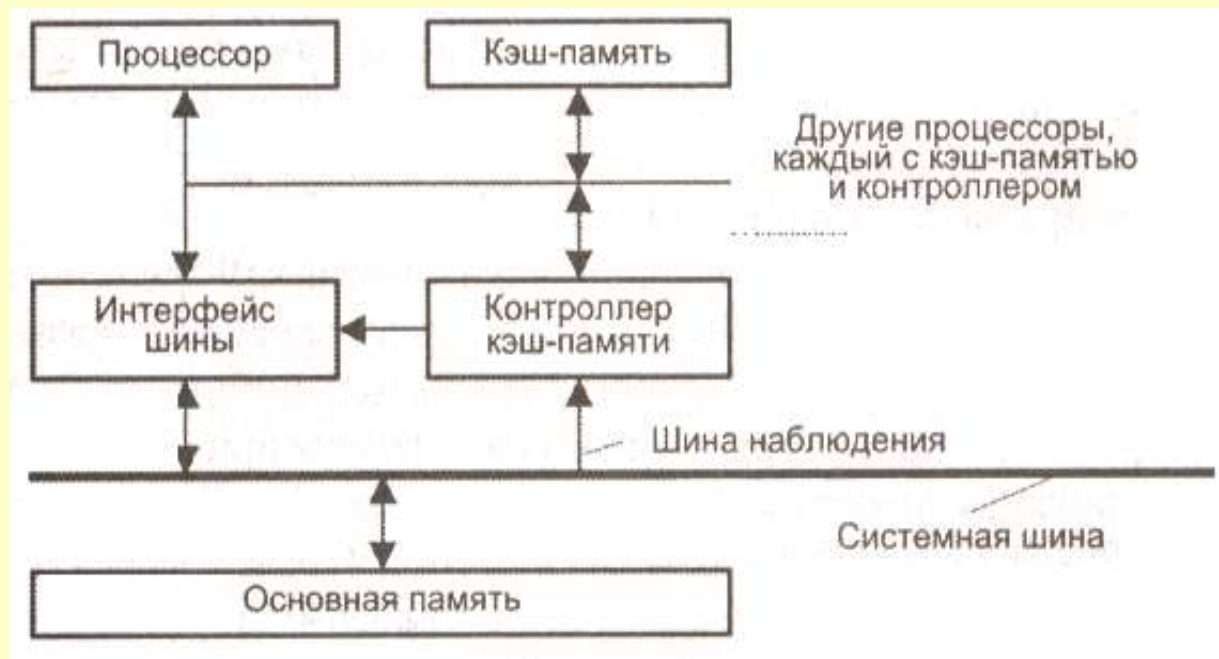 Процессор
Кэш-память
Другие процессоры,
каждый с кэш-памятью
и контроллером
Интерфейс
шины
Контроллер
кэш-памяти
Шина наблюдения
Системная шина
Основная память